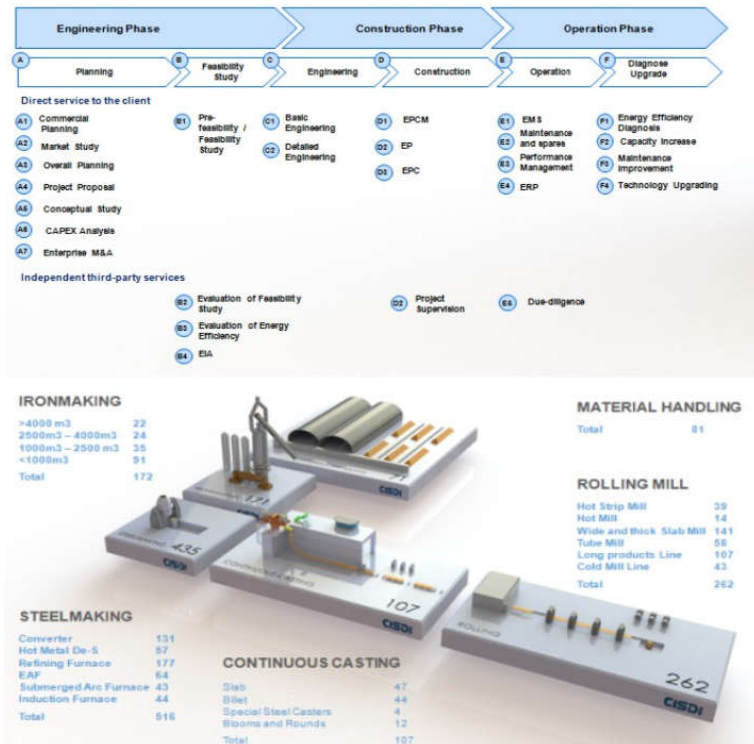 Engineering Phase
Construction Phase
Operation Phase
A
Planning
B
Feasibility
Study
C
Engineering
D
Construction
E
Operation
F
Diagnose
Upgrade
Direct service to the client
A1 Commercial
Planning
A2 Market Study
A3 Overall Planning
A4 Project Proposal
A5 Conceptual Study
A6 CAPEX Analysis
A7 Enterprise M&A
B1 Pre-
feasibility /
Feasibility
Study
C1 Basic
Engineering
C2 Detailed
Engineering
D1 EPCM
D2 EP
D3 EPC
E1 EMS
E2 Maintenance
and spares
E3 Performance
Management
E4 ERP
F1 Energy Efficiency
Diagnosis
F2 Capacity Increase
F3 Maintenance
Improvement
F4 Technology Upgrading
Independent third-party services
B2 Evaluation of Feasibility
Study
B3 Evaluation of Energy
Efficiency
B4 EIA
D2 Project
Supervision
E5 Due-diligence
IRONMAKING
>4000 m3 22
2500m3 – 4000m3 24
1000m3 – 2500 m3 35
<1000m3 91
Total 172
MATERIAL HANDLING
Total 81
ROLLING MILL
Hot Strip Mill 39
Hot Mill 14
Wide and thick Slab Mill 141
Tube Mill 58
Long products Line 107
Cold Mill Line 43
Total 262
71
CISDI
171
435
CISDI
CONTINUOUS CASTING
107
CISDI
ROLLING
262
CISDI
STEELMAKING
Converter 131
Hot Metal De-S 57
Refining Furnace 177
EAF 64
Submerged Arc Furnace 43
Induction Furnace 44
Total 516
CONTINUOUS CASTING
Slab 47
Billet 44
Special Steel Casters 4
Blooms and Rounds 12
Total 107